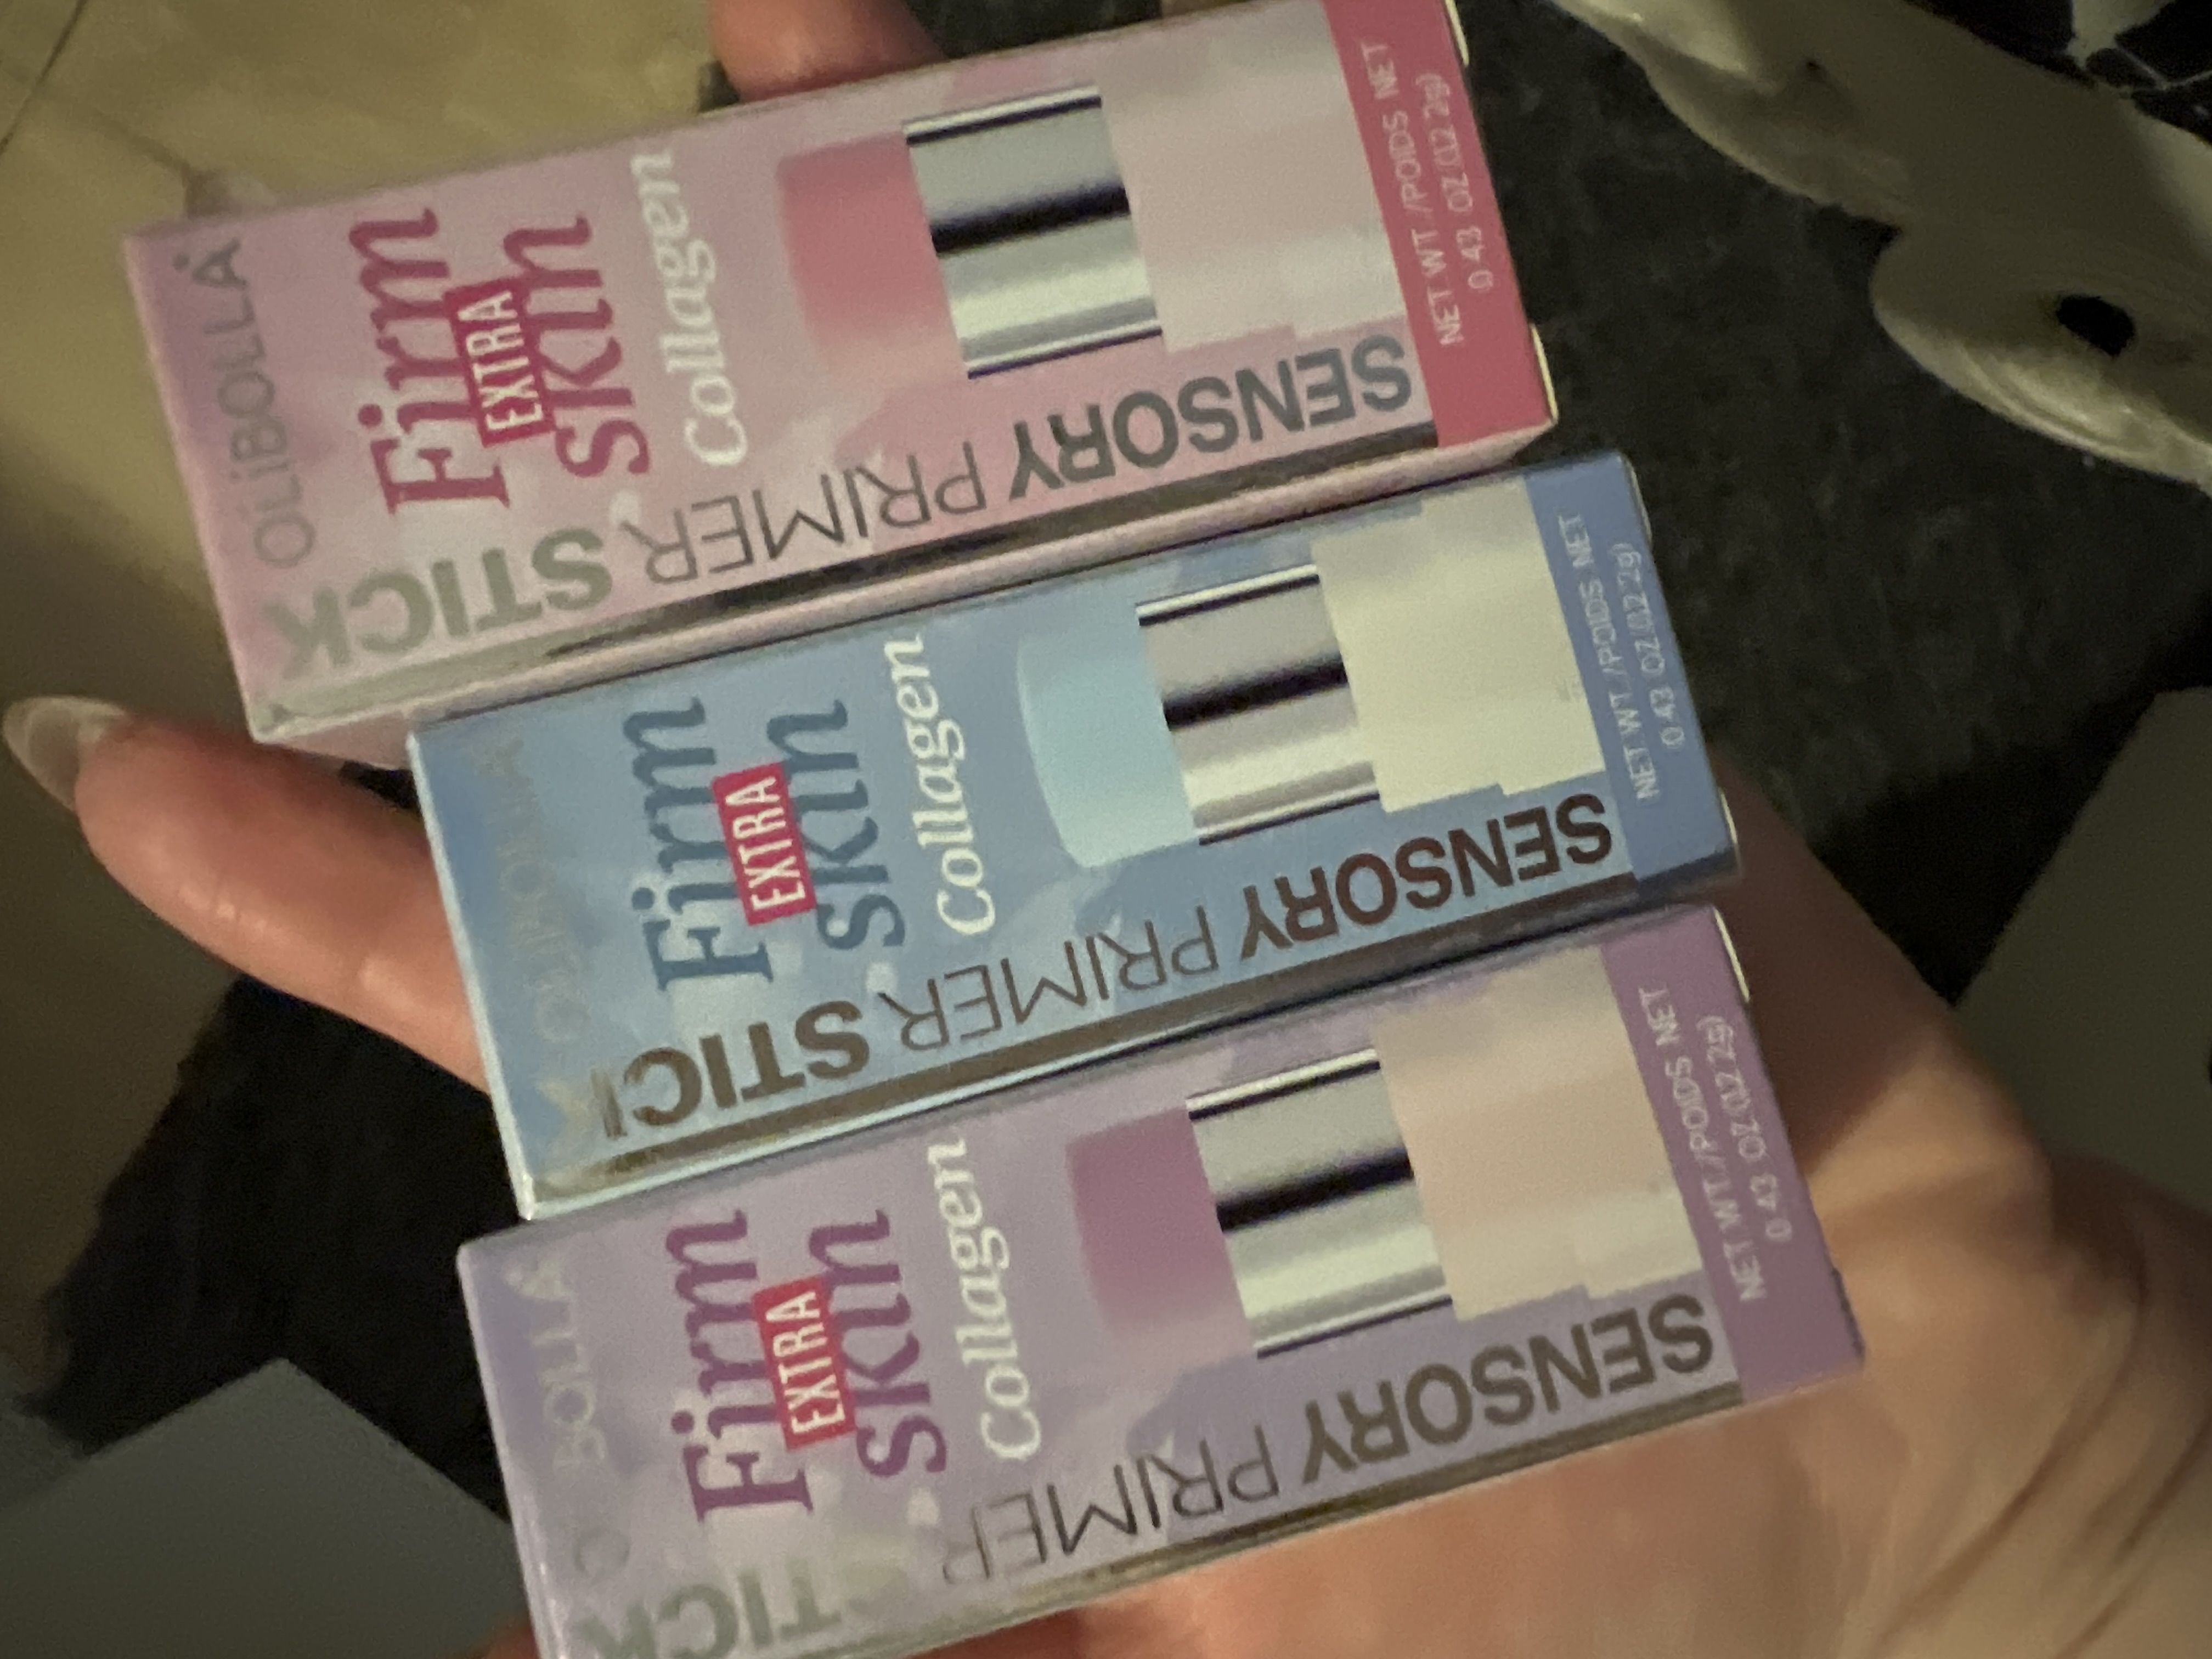 OLiBOLLÄ
Firm
EXTRA
skin
Collagen
SENSORY PRIMER STICK
NET WT./POIDS NET
0.43 OZ/(12.2g)
Firm
EXTRA
skin
Collagen
SENSORY PRIMER STICK
NET WT./POIDS NET
0.43 OZ/(12.2g)
BOLLÄ
Firm
EXTRA
skin
Collagen
SENSORY PRIMER STICK
NET WT./POIDS NET
0.43 OZ/(12.2g)